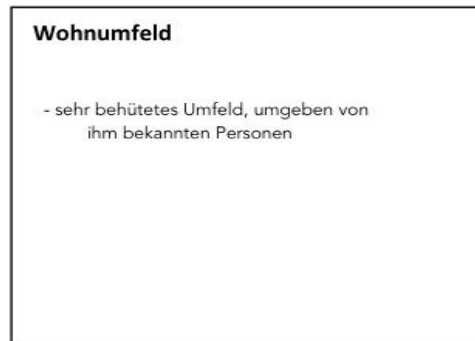 Wohnumfeld
- sehr behütetes Umfeld, umgeben von
ihm bekannten Personen